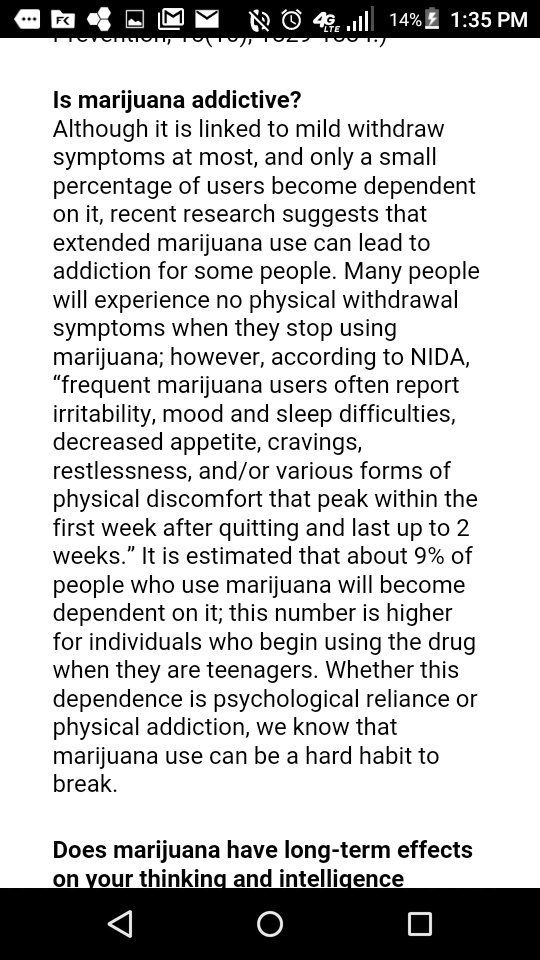 4G LTE 14% 1:35 PM
Is marijuana addictive?
Although it is linked to mild withdraw
symptoms at most, and only a small
percentage of users become dependent
on it, recent research suggests that
extended marijuana use can lead to
addiction for some people. Many people
will experience no physical withdrawal
symptoms when they stop using
marijuana; however, according to NIDA,
“frequent marijuana users often report
irritability, mood and sleep difficulties,
decreased appetite, cravings,
restlessness, and/or various forms of
physical discomfort that peak within the
first week after quitting and last up to 2
weeks.” It is estimated that about 9% of
people who use marijuana will become
dependent on it; this number is higher
for individuals who begin using the drug
when they are teenagers. Whether this
dependence is psychological reliance or
physical addiction, we know that
marijuana use can be a hard habit to
break.
Does marijuana have long-term effects
on your thinking and intelligence